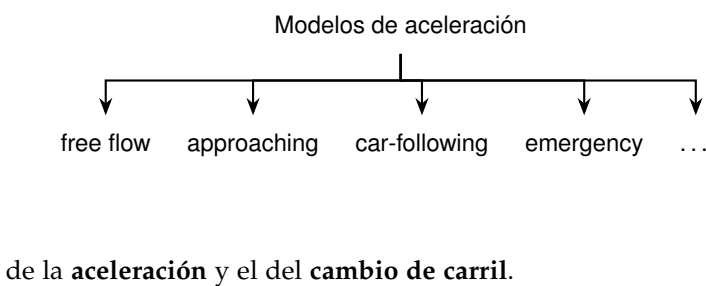 Modelos de aceleración
free flow approaching car-following emergency ...
de la aceleración y el del cambio de carril.